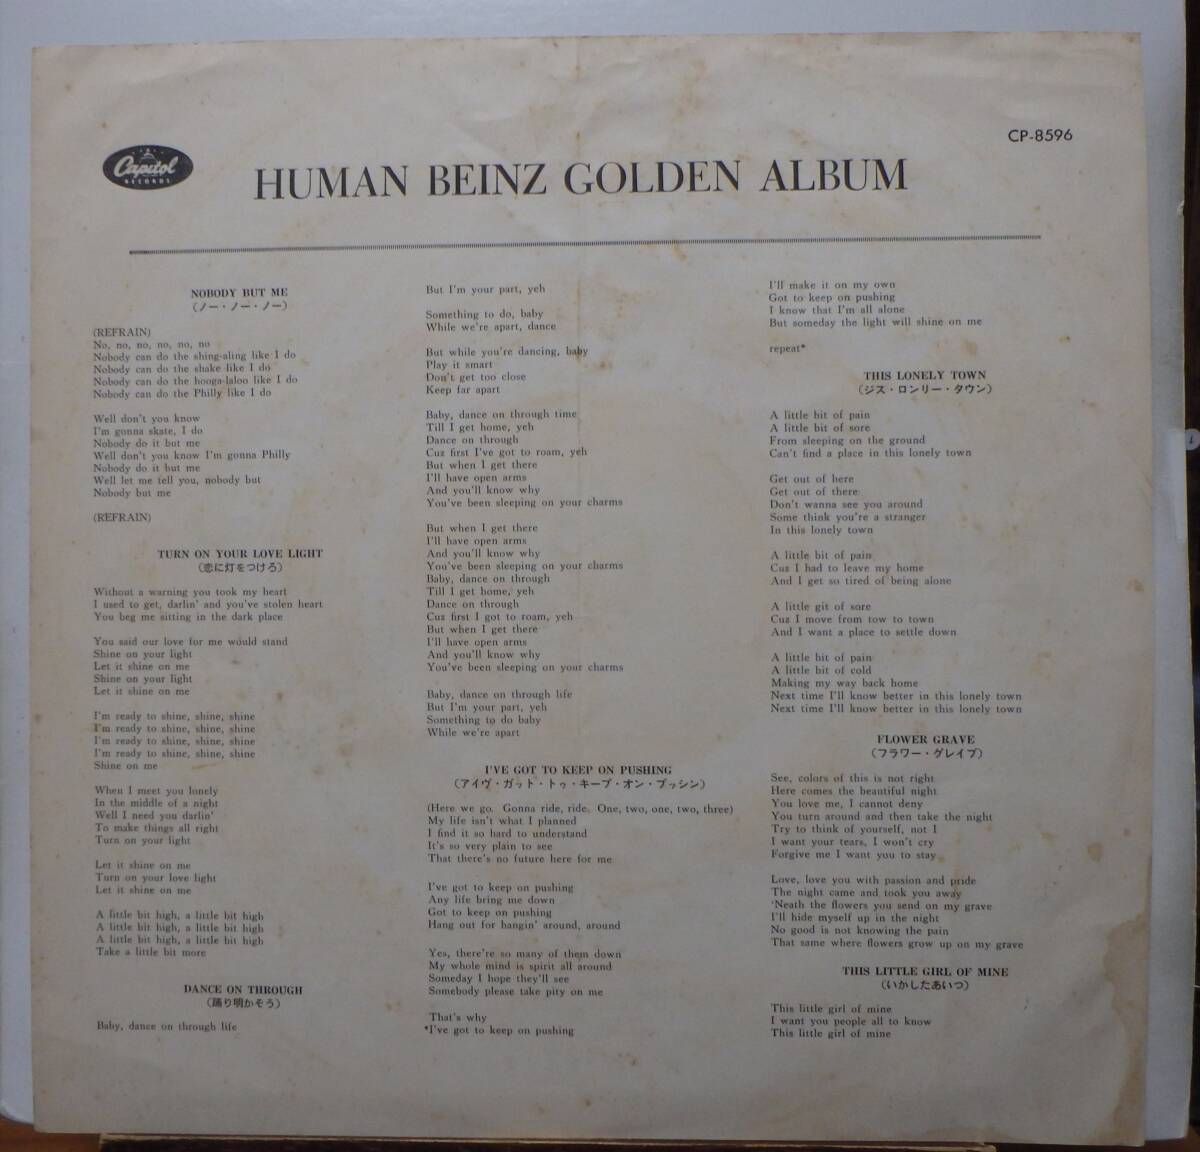 Capitol
RECORDS
CP-8596
HUMAN BEINZ GOLDEN ALBUM
NOBODY BUT ME
(ノー・ノー・ノー)
(REFRAIN)
No, no, no, no, no, no
Nobody can do the shing-aling like I do
Nobody can do the shake like I do
Nobody can do the hooga-laloo like I do
Nobody can do the Philly like I do
Well don't you know
I'm gonna skate, I do
Nobody do it but me
Well don't you know I'm gonna Philly
Nobody do it but me
Well let me tell you, nobody but
Nobody but me
(REFRAIN)
TURN ON YOUR LOVE LIGHT
(恋に灯をつけろ)
Without a warning you took my heart
I used to get, darlin' and you've stolen heart
You beg me sitting in the dark place
You said our love for me would stand
Shine on your light
Let it shine on me
Shine on your light
Let it shine on me
I'm ready to shine, shine, shine
I'm ready to shine, shine, shine
I'm ready to shine, shine, shine
I'm ready to shine, shine, shine
Shine on me
When I meet you lonely
In the middle of a night
Well I need you darlin'
To make things all right
Turn on your light
Let it shine on me
Turn on your love light
Let it shine on me
A little bit high, a little bit high
A little bit high, a little bit high
A little bit high, a little bit high
Take a little bit more
DANCE ON THROUGH
(踊り明かそう)
Baby, dance on through life
But I'm your part, yeh
Something to do, baby
While we're apart, dance
But while you're dancing, baby
Play it smart
Don't get too close
Keep far apart
Baby, dance on through time
Till I get home, yeh
Dance on through
Cuz first I've got to roam, yeh
But when I get there
I'll have open arms
And you'll know why
You've been sleeping on your charms
But when I get there
I'll have open arms
And you'll know why
You've been sleeping on your charms
Baby, dance on through
Till I get home, yeh
Dance on through
Cuz first I got to roam, yeh
But when I get there
I'll have open arms
And you'll know why
You've been sleeping on your charms
Baby, dance on through life
But I'm your part, yeh
Something to do baby
While we're apart
I'VE GOT TO KEEP ON PUSHING
(アイヴ・ガット・トゥ・キープ・オン・プッシン)
(Here we go. Gonna ride, ride. One, two, one, two, three)
My life isn't what I planned
I find it so hard to understand
It's so very plain to see
That there's no future here for me
I've got to keep on pushing
Any life bring me down
Got to keep on pushing
Hang out for hangin' around, around
Yes, there're so many of them down
My whole mind is spirit all around
Someday I hope they'll see
Somebody please take pity on me
That's why
*I've got to keep on pushing
I'll make it on my own
Got to keep on pushing
I know that I'm all alone
But someday the light will shine on me
repeat*
THIS LONELY TOWN
(ジス・ロンリー・タウン)
A little bit of pain
A little bit of sore
From sleeping on the ground
Can't find a place in this lonely town
Get out of here
Get out of there
Don't wanna see you around
Some think you're a stranger
In this lonely town
A little bit of pain
Cuz I had to leave my home
And I get so tired of being alone
A little git of sore
Cuz I move from tow to town
And I want a place to settle down
A little bit of pain
A little bit of cold
Making my way back home
Next time I'll know better in this lonely town
Next time I'll know better in this lonely town
FLOWER GRAVE
(フラワー・グレイブ)
See, colors of this is not right
Here comes the beautiful night
You love me, I cannot deny
You turn around and then take the night
Try to think of yourself, not I
I want your tears, I won't cry
Forgive me I want you to stay
Love, love you with passion and pride
The night came and took you away
'Neath the flowers you send on my grave
I'll hide myself up in the night
No good is not knowing the pain
That same where flowers grow up on my grave
THIS LITTLE GIRL OF MINE
(いかしたあいつ)
This little girl of mine
I want you people all to know
This little girl of mine